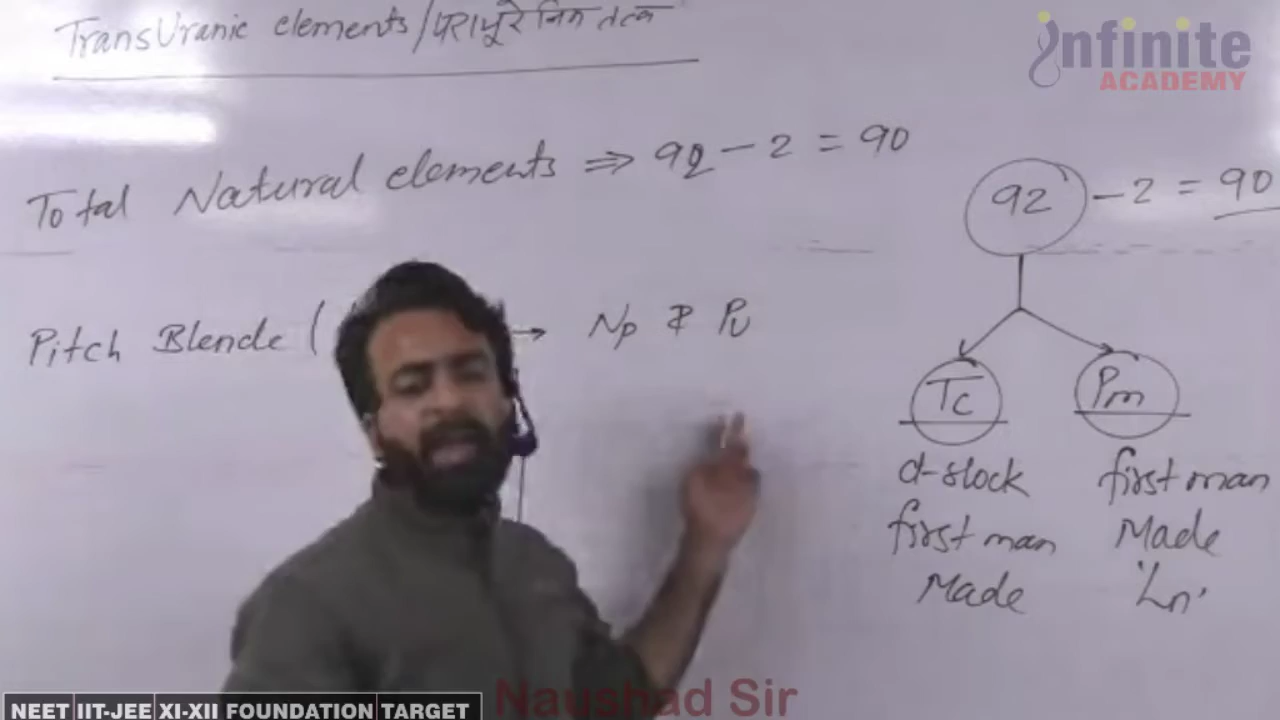 TransUranic elements/परायूरेनिक तत्व
infinite
ACADEMY
Total Natural elements ⇒ 92 - 2 = 90
92 - 2 = 90
Pitch Blende ( → Np & Pu
Tc Pm
d-block first man
first man Made
Made 'Ln'
Naushad Sir
NEET IIT-JEE XI-XII FOUNDATION TARGET